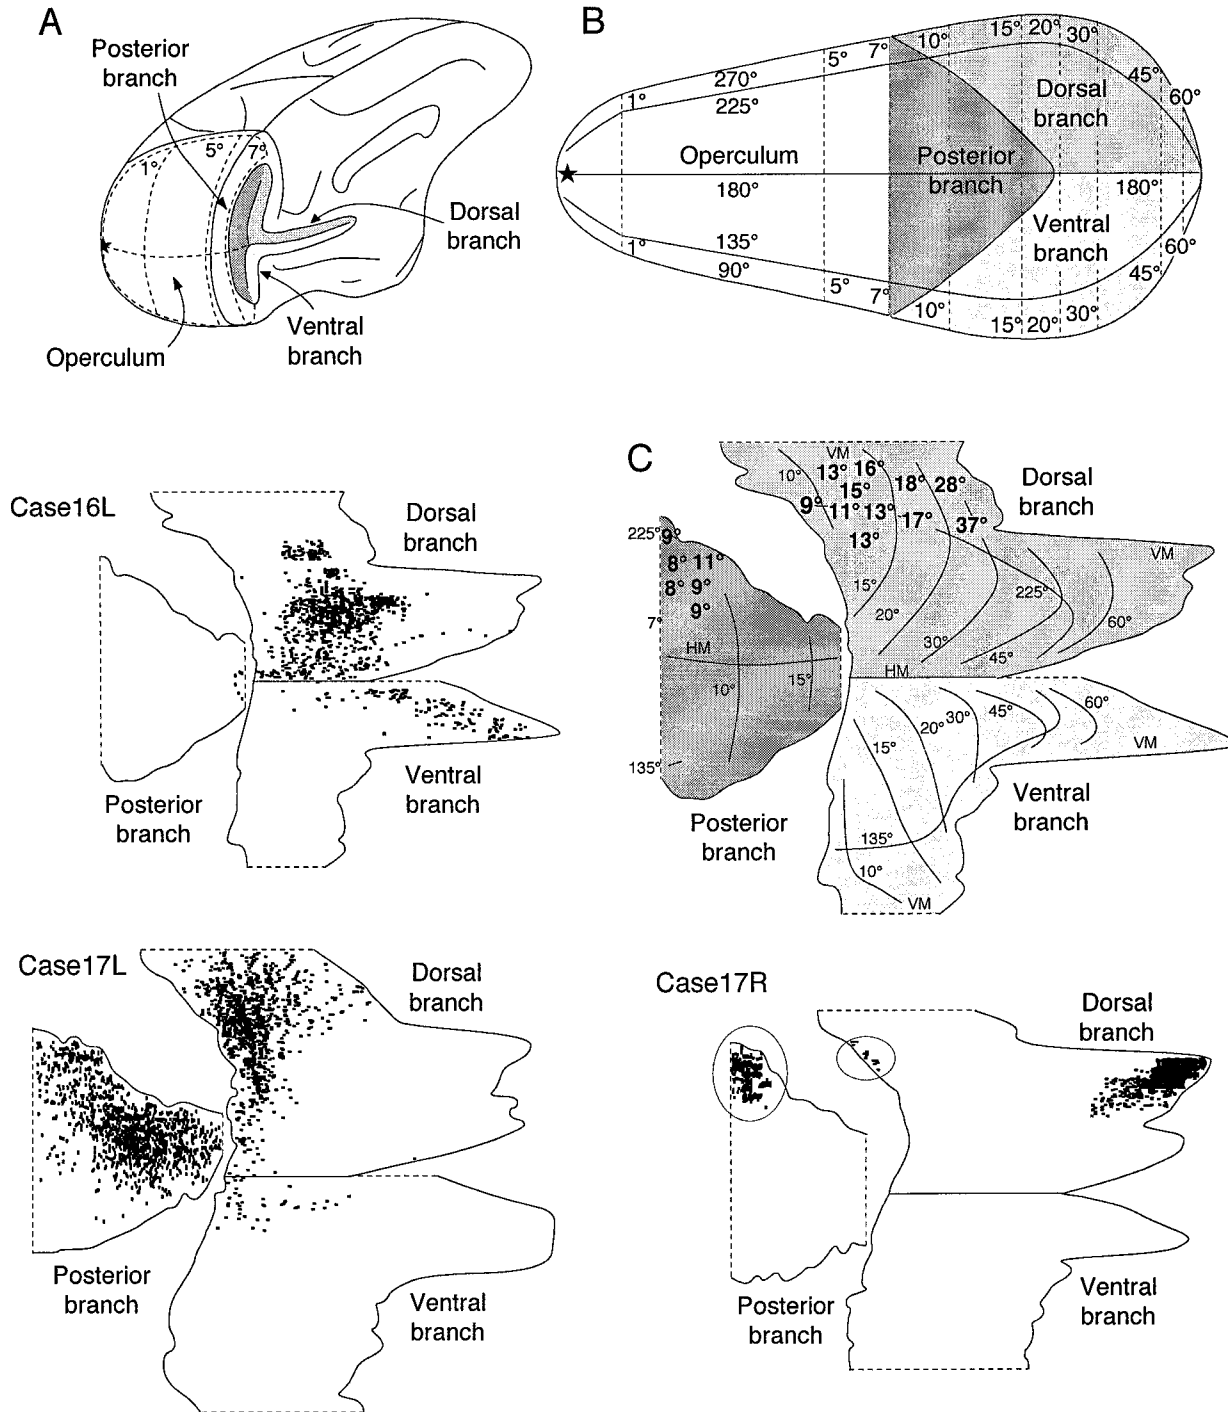 A
Posterior
branch
1°
5°
7°
Dorsal
branch
Ventral
branch
Operculum
B
1°
270°
225°
5°
7°
10°
15°
20°
30°
45°
60°
Dorsal
branch
Operculum
Posterior
branch
180°
180°
Ventral
branch
135°
90°
1°
5°
7°
10°
15°
20°
30°
45°
60°
Case16L
Dorsal
branch
Posterior
branch
Ventral
branch
C
VM
10°
13°
16°
15°
18°
28°
9°
11°
13°
17°
37°
13°
Dorsal
branch
VM
225°
9°
8°
11°
8°
9°
9°
7°
HM
10°
15°
135°
15°
20°
30°
45°
225°
60°
HM
15°
20°
30°
45°
60°
VM
135°
10°
VM
Posterior
branch
Ventral
branch
Case17L
Dorsal
branch
Posterior
branch
Ventral
branch
Case17R
Dorsal
branch
Posterior
branch
Ventral
branch